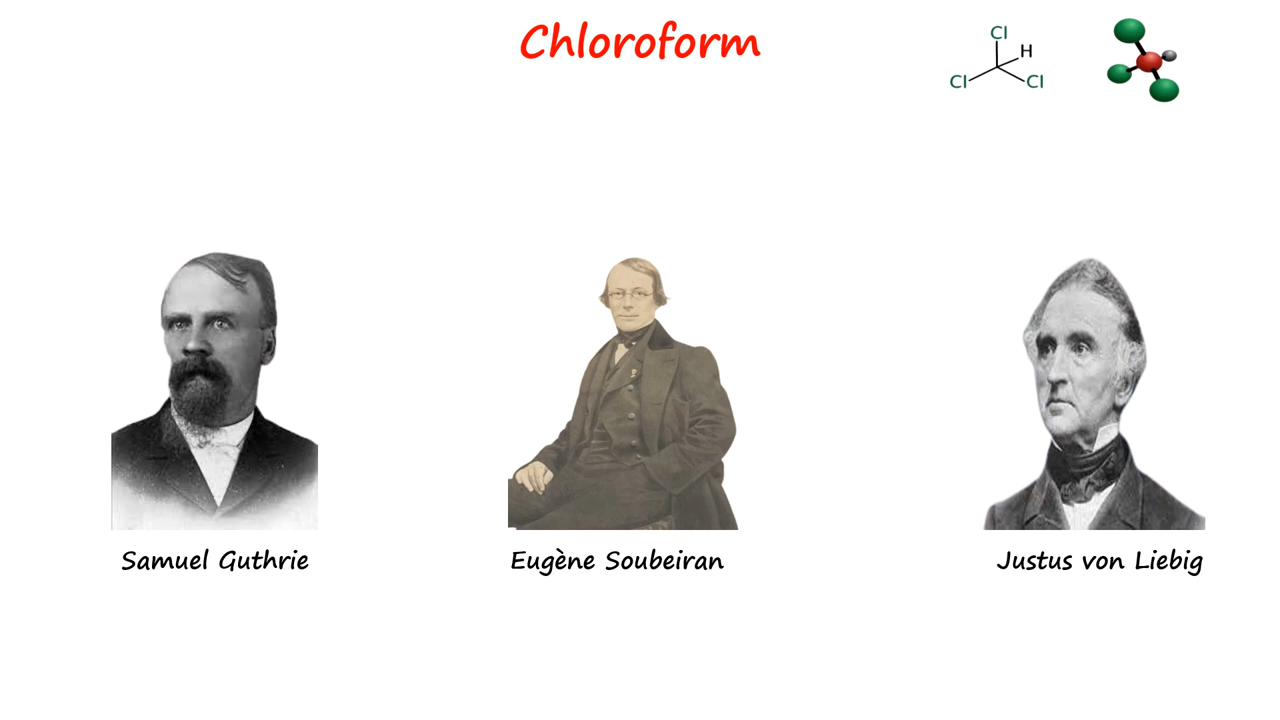 Chloroform
Cl
H
Cl
Cl
Samuel Guthrie
Eugène Soubeiran
Justus von Liebig